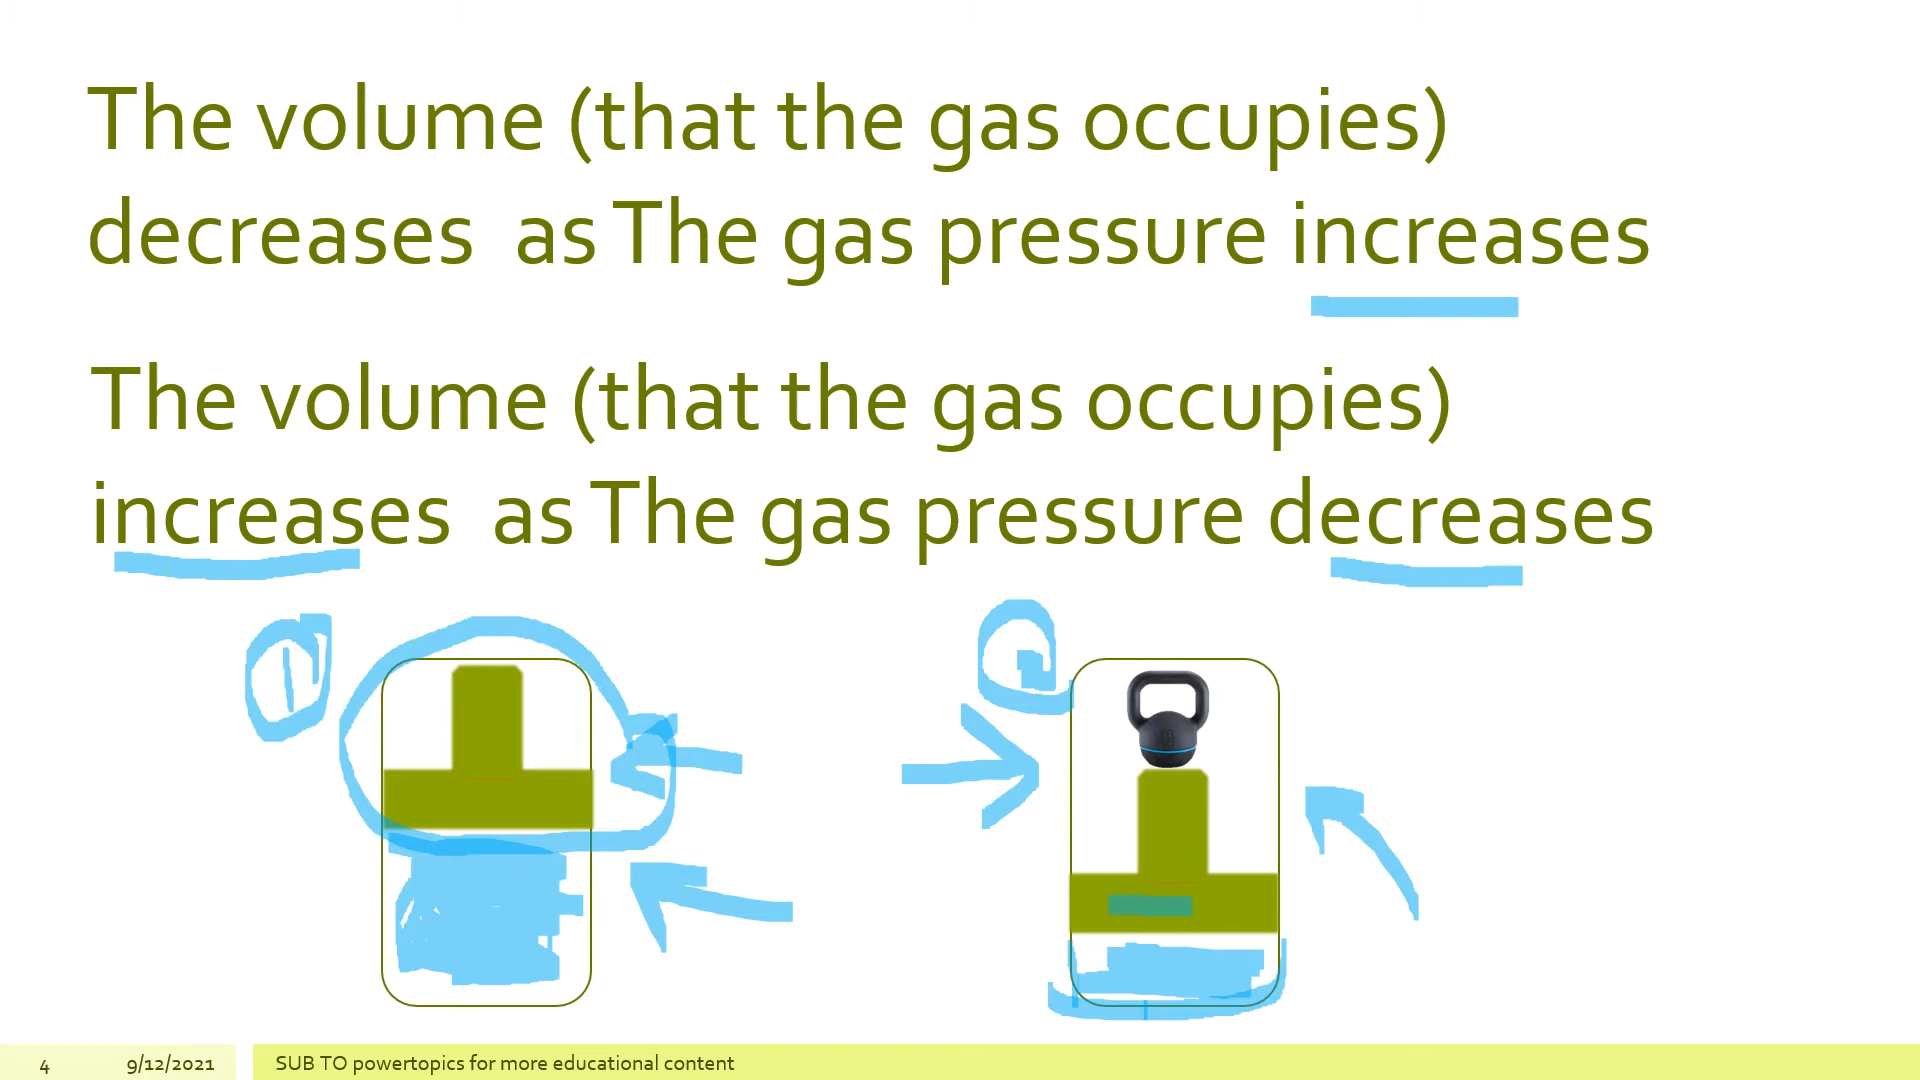 The volume (that the gas occupies)
decreases as The gas pressure increases
The volume (that the gas occupies)
increases as The gas pressure decreases
1
4 9/12/2021 SUB TO powertopics for more educational content